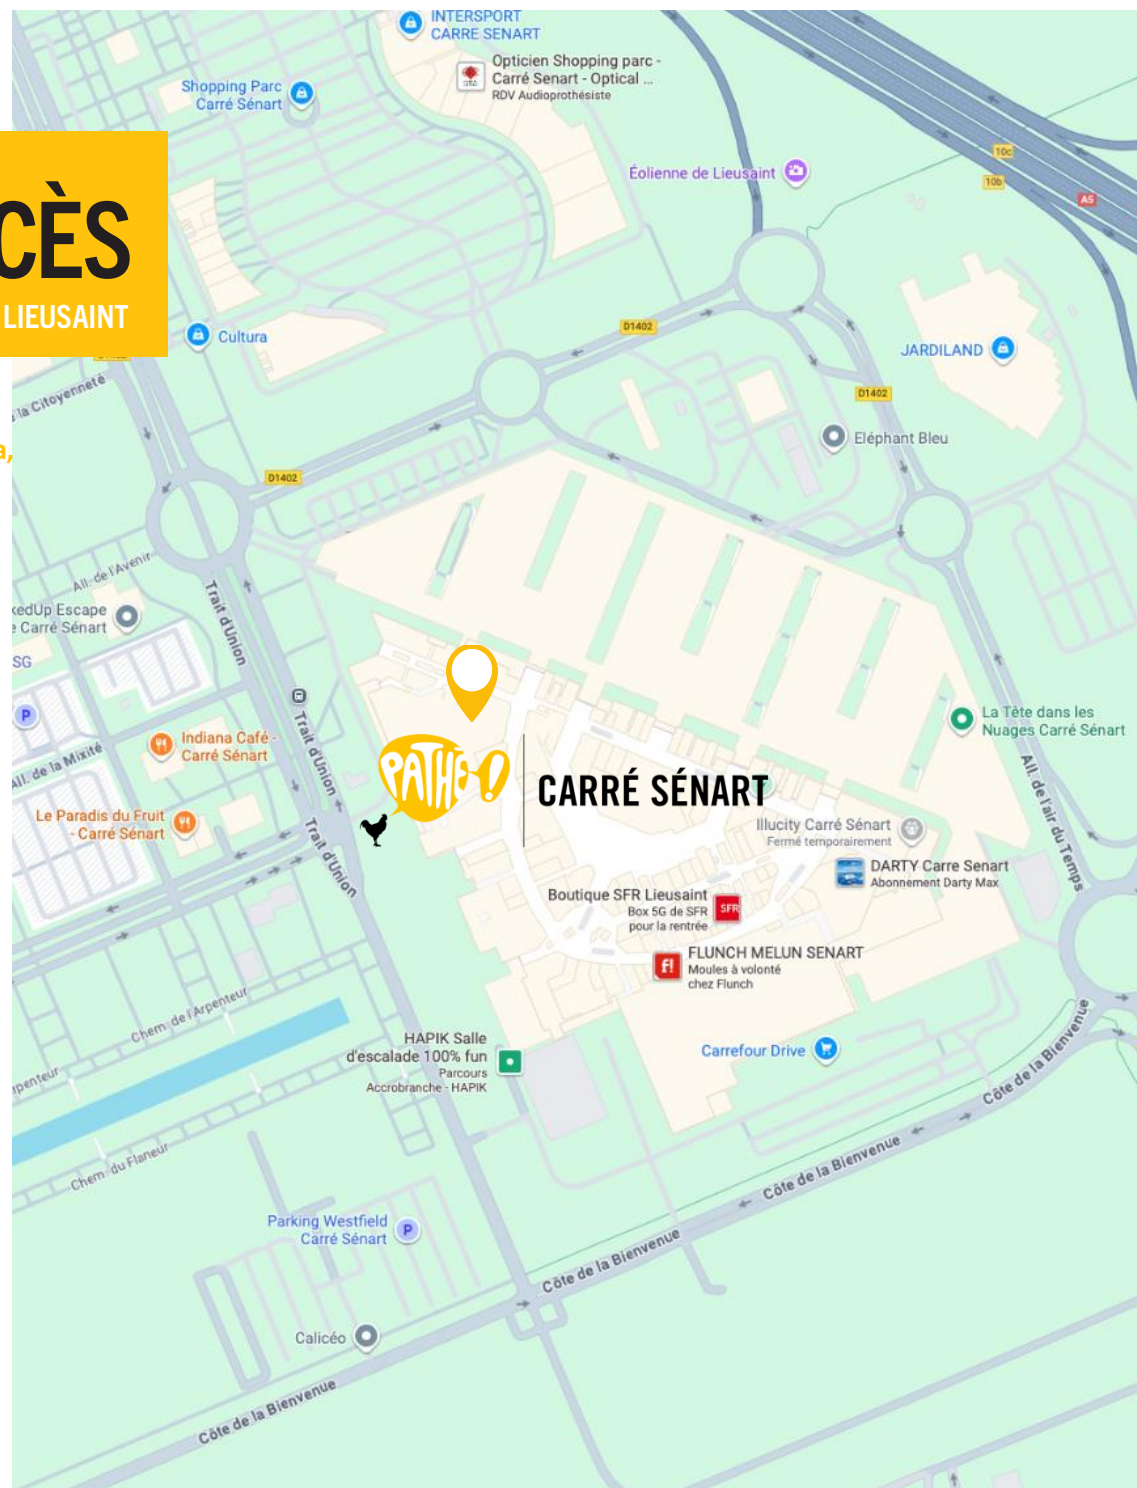 INTERSPORT
CARRE SENART
Opticien Shopping parc -
Carré Senart - Optical ...
RDV Audioprothésiste
Shopping Parc
Carré Sénart
Éolienne de Lieusaint
10c
10b
A5
CÈS
LIEUSAINT
Cultura
D1402
JARDILAND
la Citoyenneté
D1402
Eléphant Bleu
a,
D1402
All. de l'Avenir
kedUp Escape
e Carré Sénart
SG
P
Trait d'Union
Trait d'Union
Indiana Café -
Carré Sénart
All. de la Mixité
La Tête dans les
Nuages Carré Sénart
PATHÉ!
CARRÉ SÉNART
All. de l'air du Temps
Le Paradis du Fruit
- Carré Sénart
Trait d'Union
Illucity Carré Sénart
Fermé temporairement
DARTY Carre Senart
Abonnement Darty Max
Boutique SFR Lieusaint
Box 5G de SFR
pour la rentrée
SFR
FLUNCH MELUN SENART
Moules à volonté
chez Flunch
f!
Chem. de l'Arpenteur
HAPIK Salle
d'escalade 100% fun
Parcours
Accrobranche - HAPIK
Carrefour Drive
Côte de la Bienvenue
rpenteur
Chem. du Flaneur
Côte de la Bienvenue
Parking Westfield
Carré Sénart
P
Côte de la Bienvenue
Calicéo
Côte de la Bienvenue